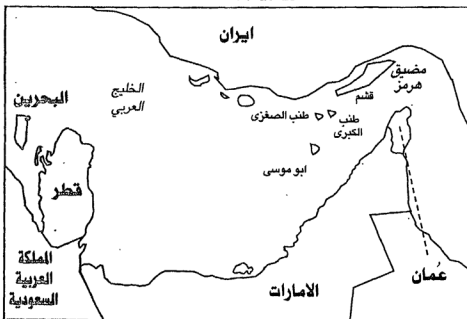 ايران
مضيق
هرمز
الخليج
العربي
قشم
البحرين
طنب الصغرى
طنب
الكبرى
ابو موسى
قطر
المملكة
العربية
السعودية
الامارات
عُمان